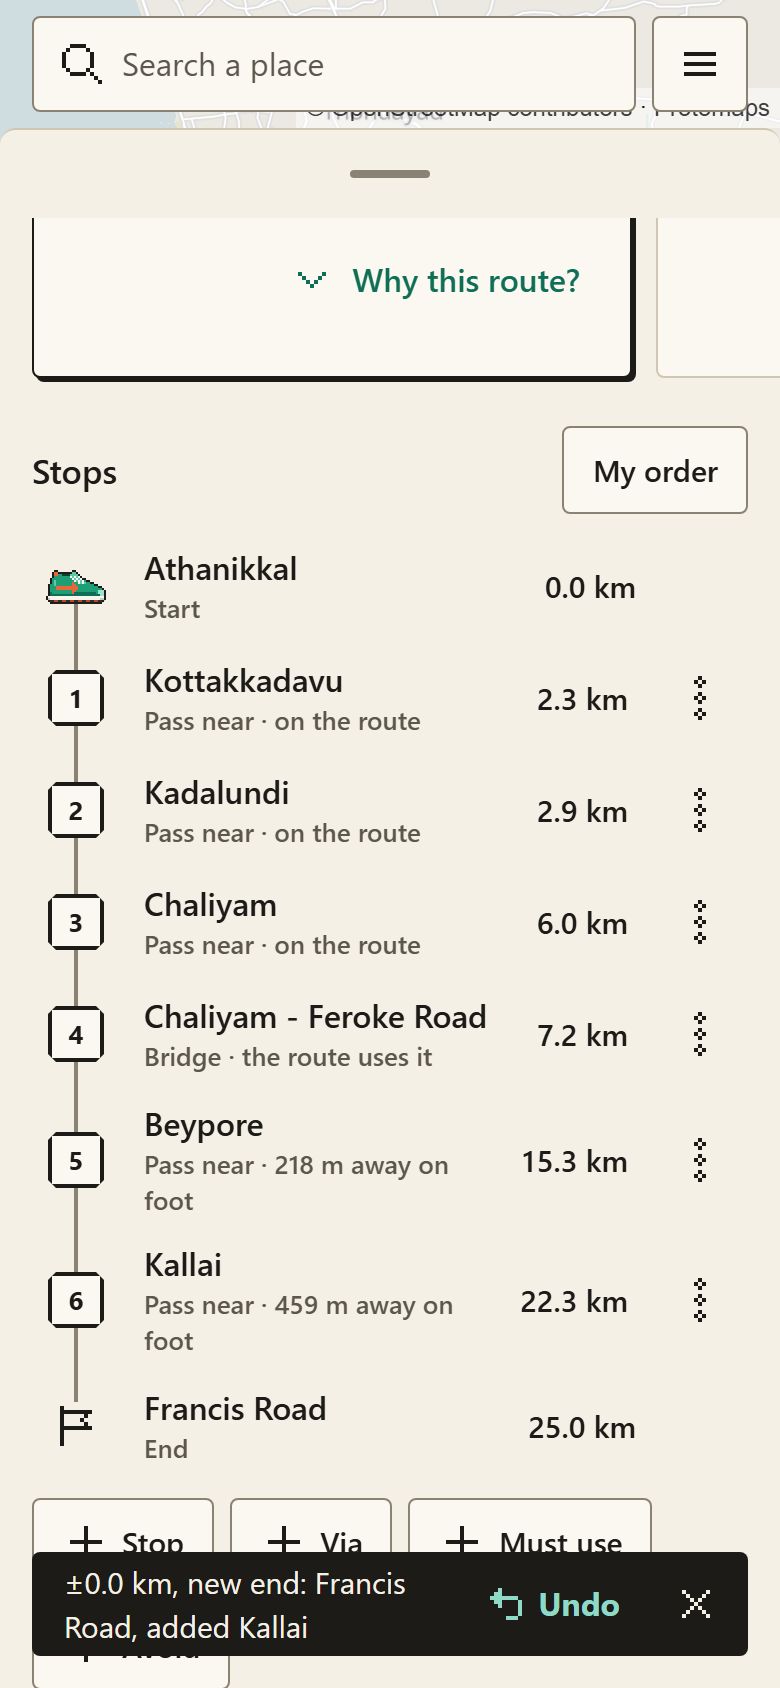 Search a place
© OpenStreetMap contributors · Protomaps
Why this route?
Stops
My order
Athanikkal
Start
0.0 km
1
Kottakkadavu
Pass near · on the route
2.3 km
2
Kadalundi
Pass near · on the route
2.9 km
3
Chaliyam
Pass near · on the route
6.0 km
4
Chaliyam - Feroke Road
Bridge · the route uses it
7.2 km
5
Beypore
Pass near · 218 m away on
foot
15.3 km
6
Kallai
Pass near · 459 m away on
foot
22.3 km
Francis Road
End
25.0 km
Stop
Via
Must use
±0.0 km, new end: Francis
Road, added Kallai
Undo